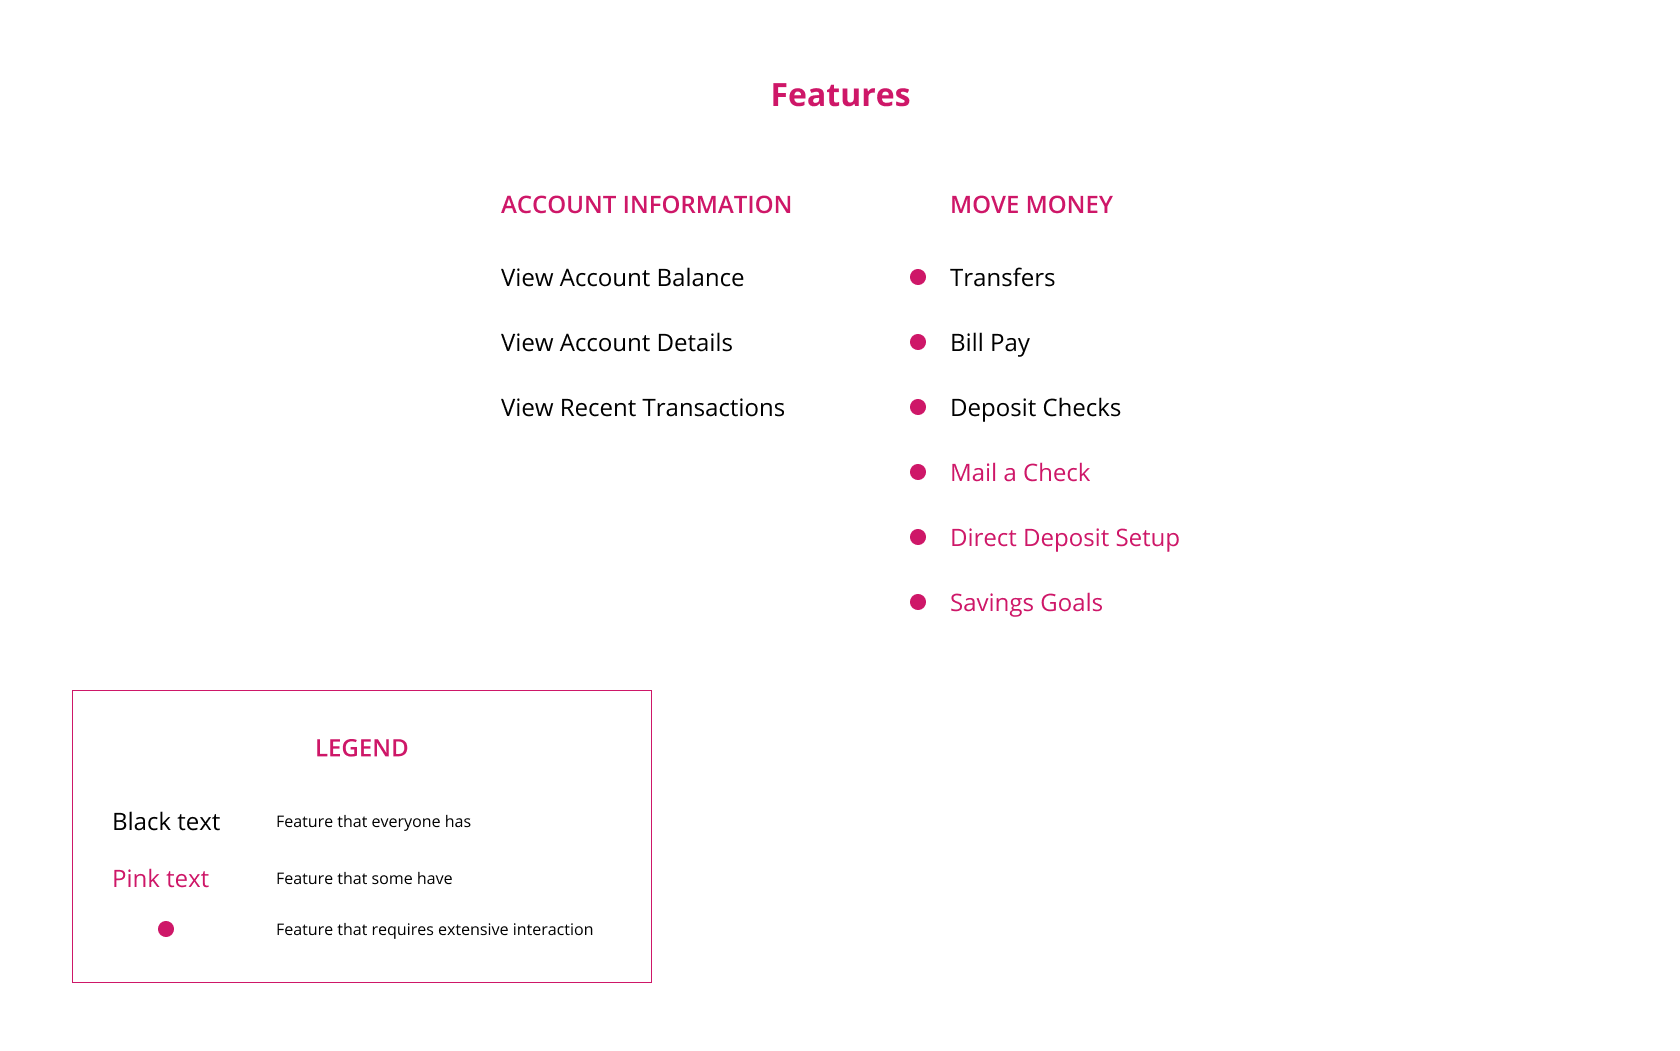 Features
ACCOUNT INFORMATION
View Account Balance
View Account Details
View Recent Transactions
MOVE MONEY
Transfers
Bill Pay
Deposit Checks
Mail a Check
Direct Deposit Setup
Savings Goals
LEGEND
Black text Feature that everyone has
Pink text Feature that some have
Feature that requires extensive interaction